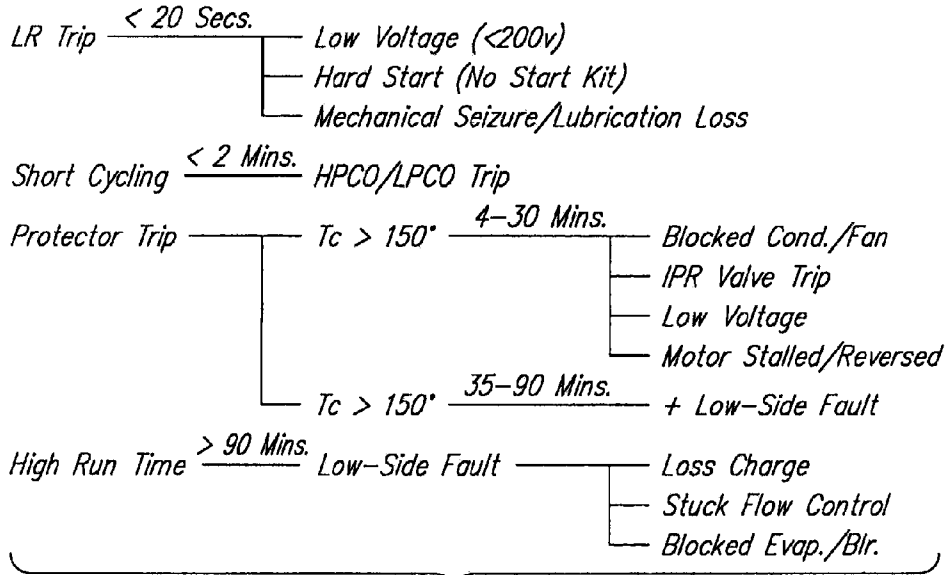 LR Trip < 20 Secs. Low Voltage (<200v)
Hard Start (No Start Kit)
Mechanical Seizure/Lubrication Loss
Short Cycling < 2 Mins. HPCO/LPCO Trip
Protector Trip Tc > 150° 4-30 Mins. Blocked Cond./Fan
IPR Valve Trip
Low Voltage
Motor Stalled/Reversed
Tc > 150° 35-90 Mins. + Low-Side Fault
High Run Time > 90 Mins. Low-Side Fault Loss Charge
Stuck Flow Control
Blocked Evap./Blr.